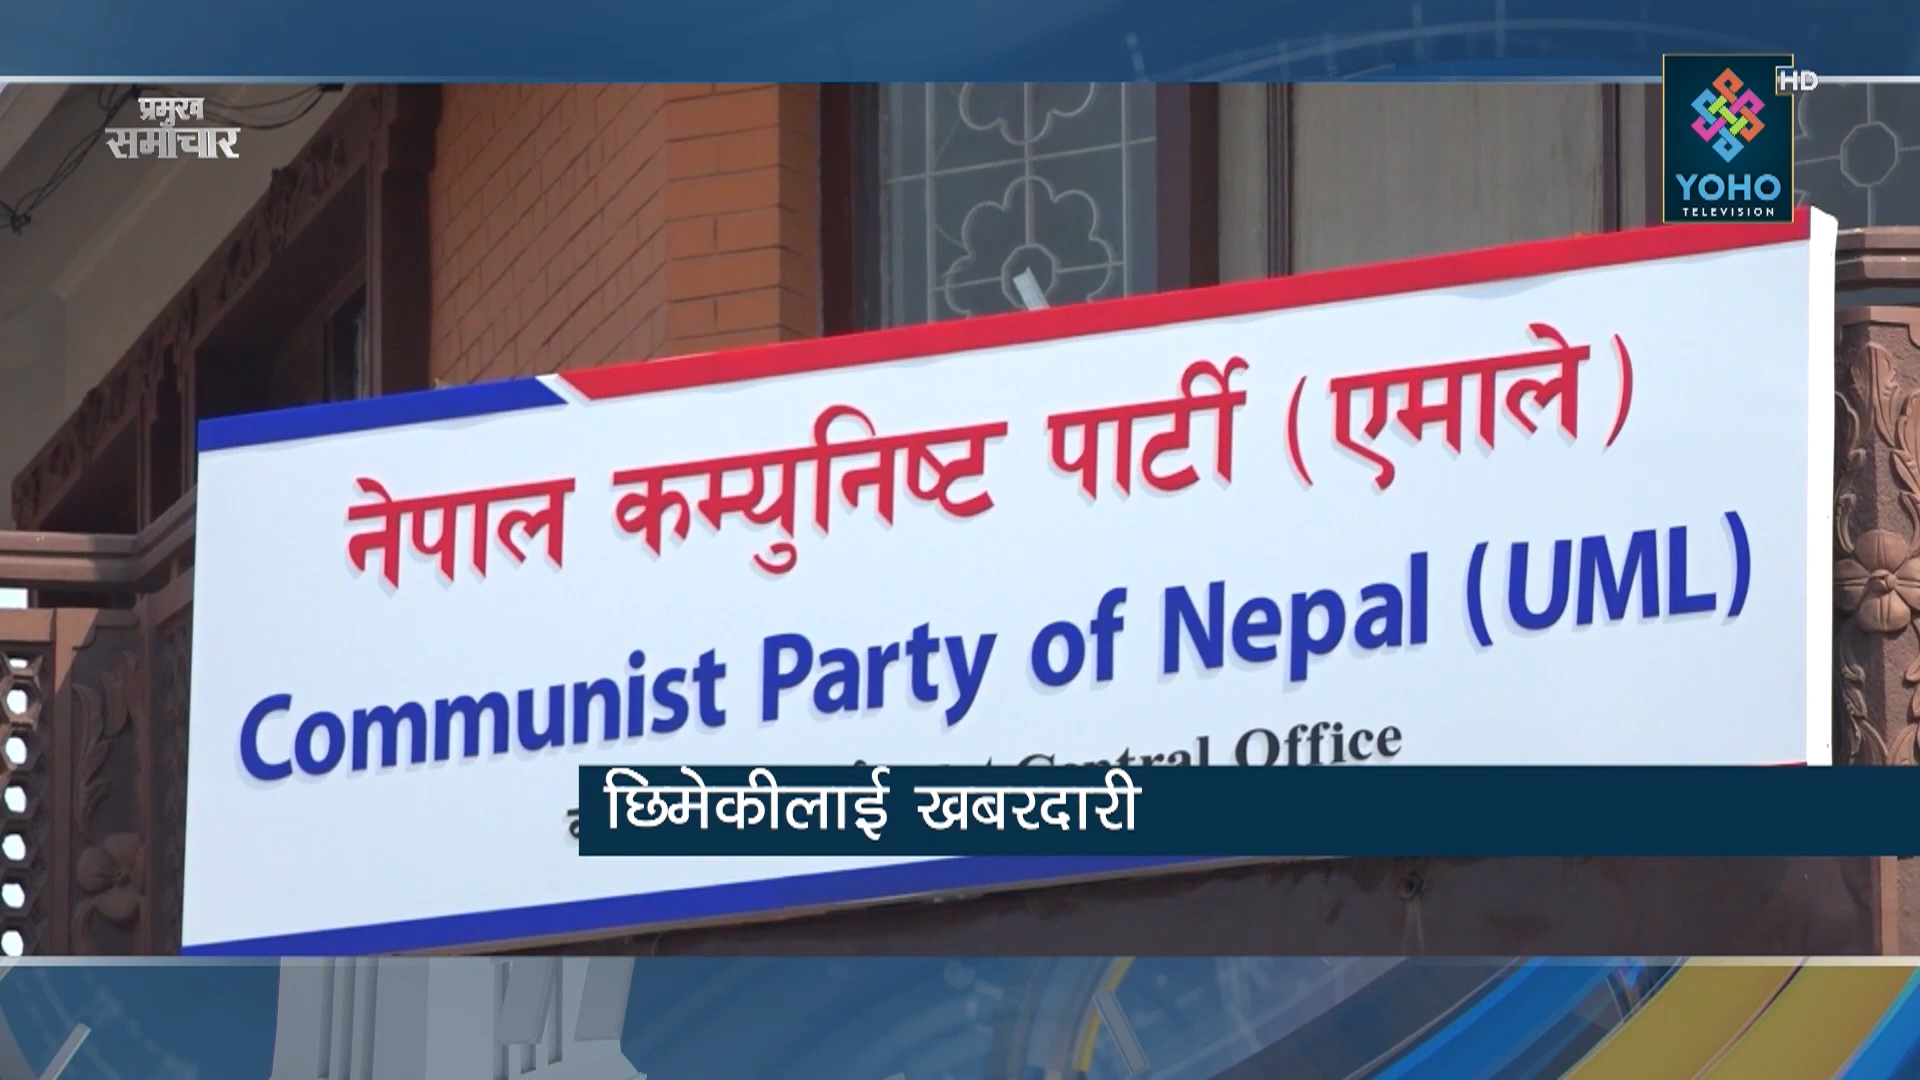 प्रमुख
समाचार
HD
YOHO
TELEVISION
नेपाल कम्युनिष्ट पार्टी (एमाले)
Communist Party of Nepal (UML)
Central Office
छिमेकीलाई खबरदारी